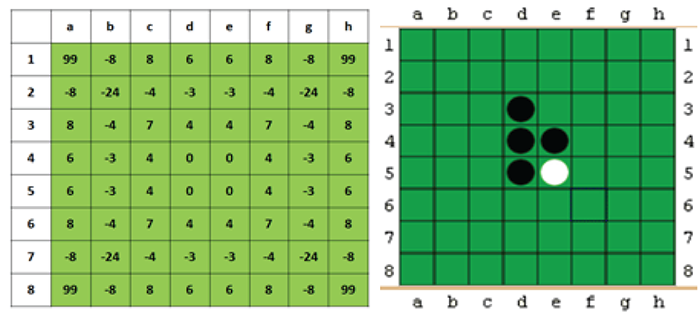 a b c d e f g h
1 99 -8 8 6 6 8 -8 99
2 -8 -24 -4 -3 -3 -4 -24 -8
3 8 -4 7 4 4 7 -4 8
4 6 -3 4 0 0 4 -3 6
5 6 -3 4 0 0 4 -3 6
6 8 -4 7 4 4 7 -4 8
7 -8 -24 -4 -3 -3 -4 -24 -8
8 99 -8 8 6 6 8 -8 99
a b c d e f g h
1 1
2 2
3 3
4 4
5 5
6 6
7 7
8 8
a b c d e f g h